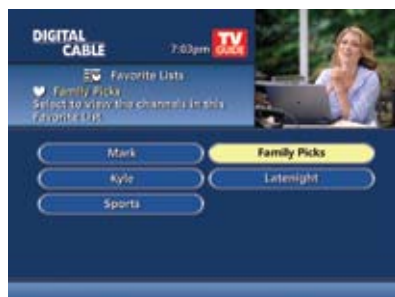 DIGITAL
CABLE
7:03pm
TV
GUIDE
Favorite Lists
Family Picks
Select to view the channels in this
Favorite List
Mark
Family Picks
Kyle
Latenight
Sports